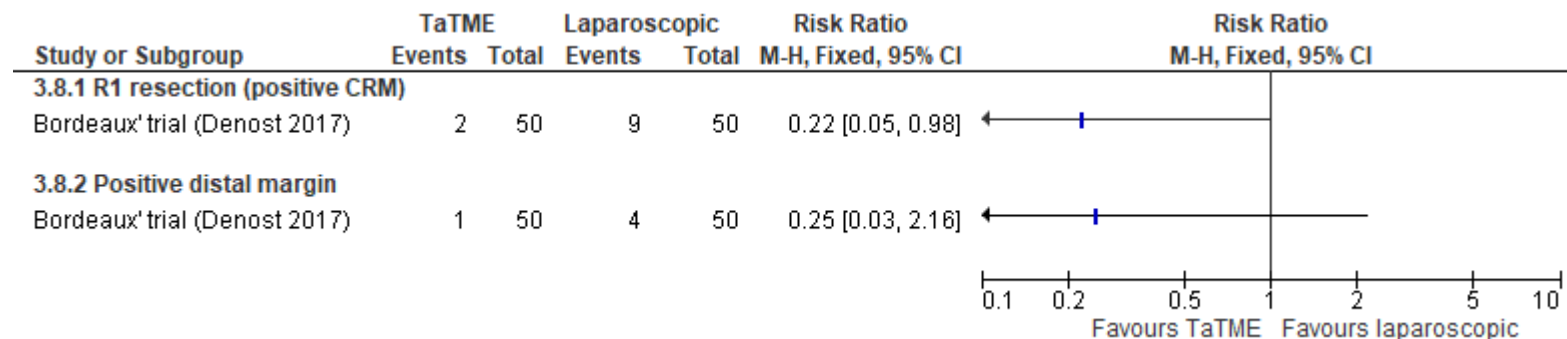 TaTME Laparoscopic Risk Ratio Risk Ratio
Study or Subgroup Events Total Events Total M-H, Fixed, 95% CI M-H, Fixed, 95% CI
3.8.1 R1 resection (positive CRM)
Bordeaux' trial (Denost 2017) 2 50 9 50 0.22 [0.05, 0.98]
3.8.2 Positive distal margin
Bordeaux' trial (Denost 2017) 1 50 4 50 0.25 [0.03, 2.16]
0.1 0.2 0.5 1 2 5 10
Favours TaTME Favours laparoscopic